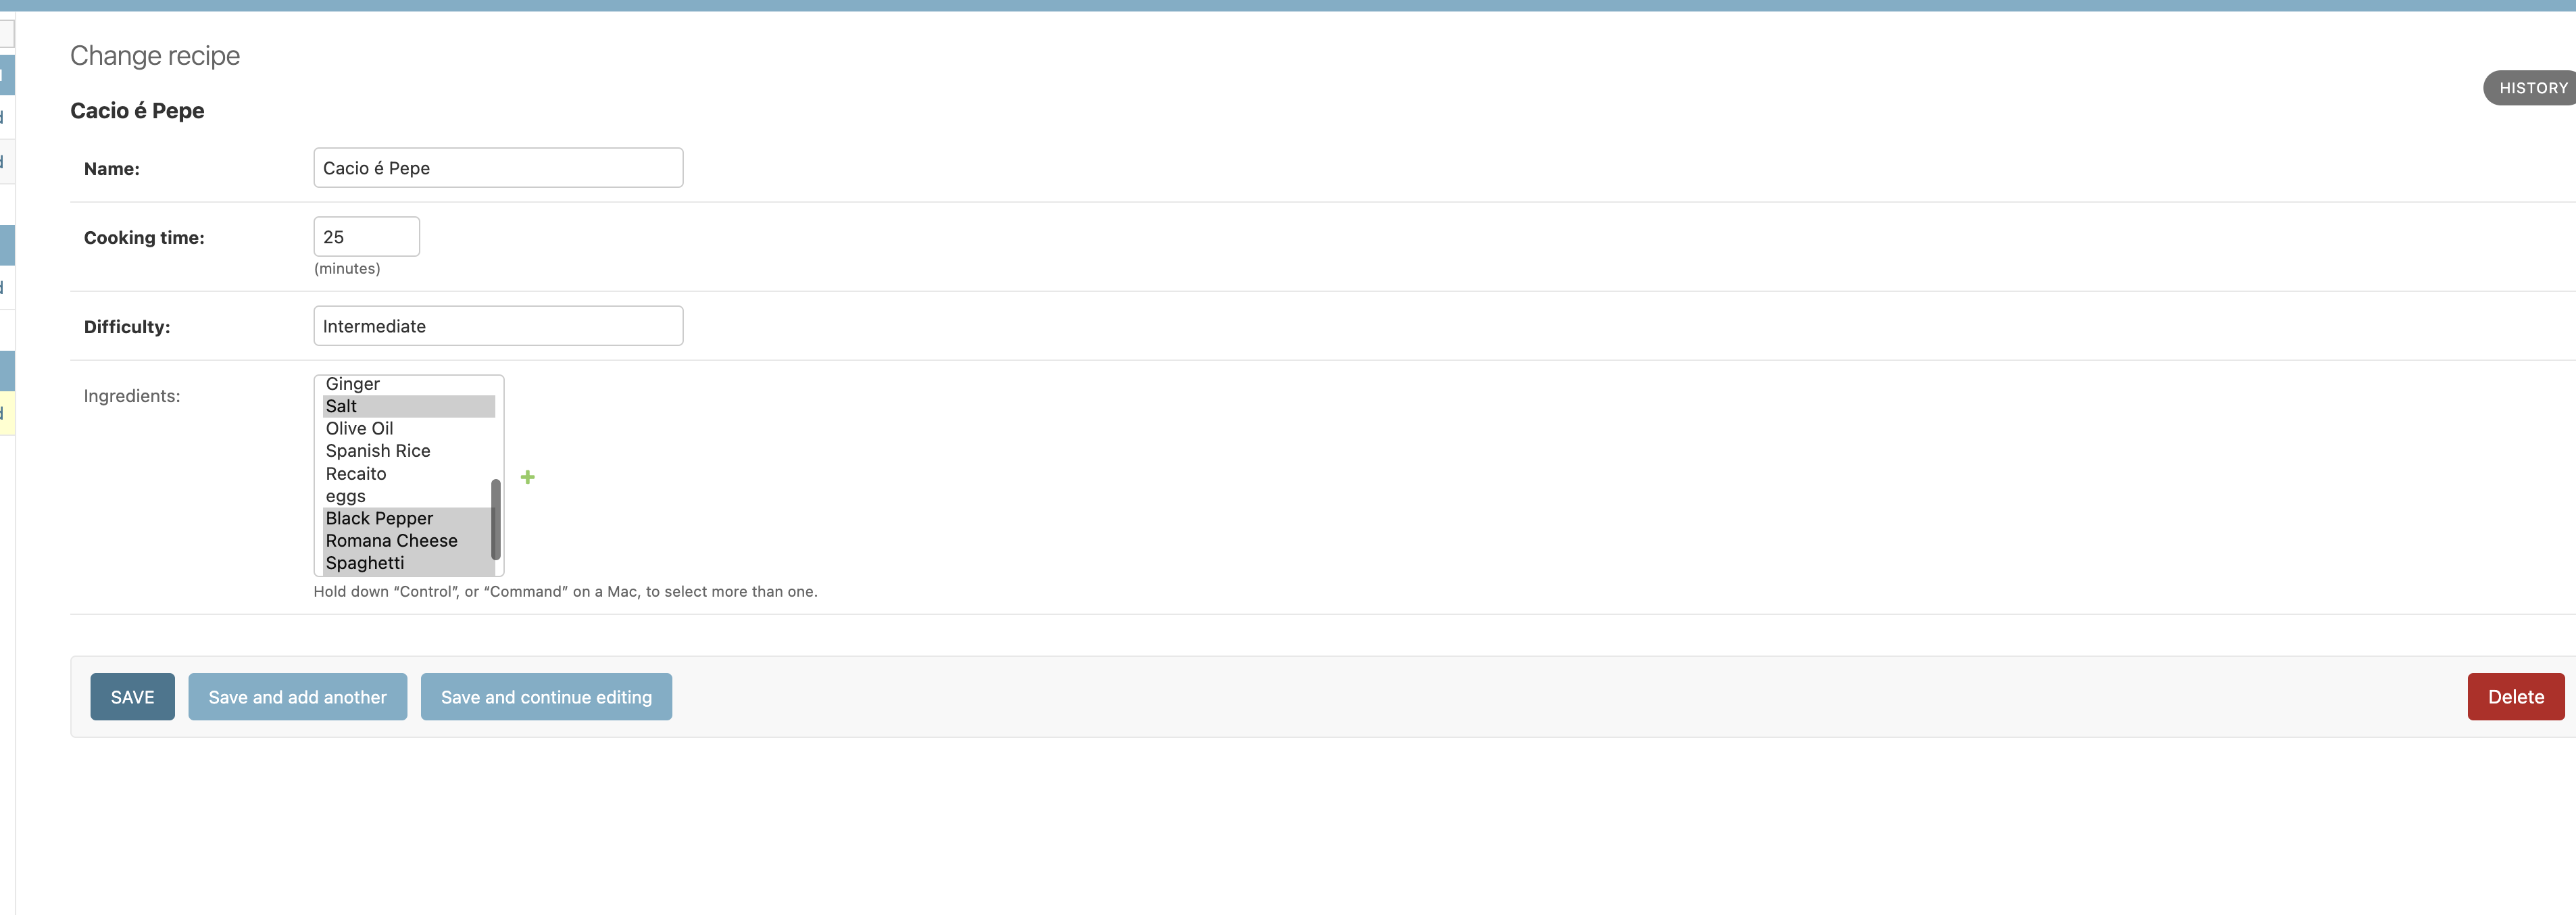 Change recipe
HISTORY
Cacio é Pepe
Name:
Cacio é Pepe
Cooking time:
25
(minutes)
Difficulty:
Intermediate
Ingredients:
Ginger
Salt
Olive Oil
Spanish Rice
Recaito
eggs
Black Pepper
Romana Cheese
Spaghetti
Hold down “Control”, or “Command” on a Mac, to select more than one.
SAVE
Save and add another
Save and continue editing
Delete